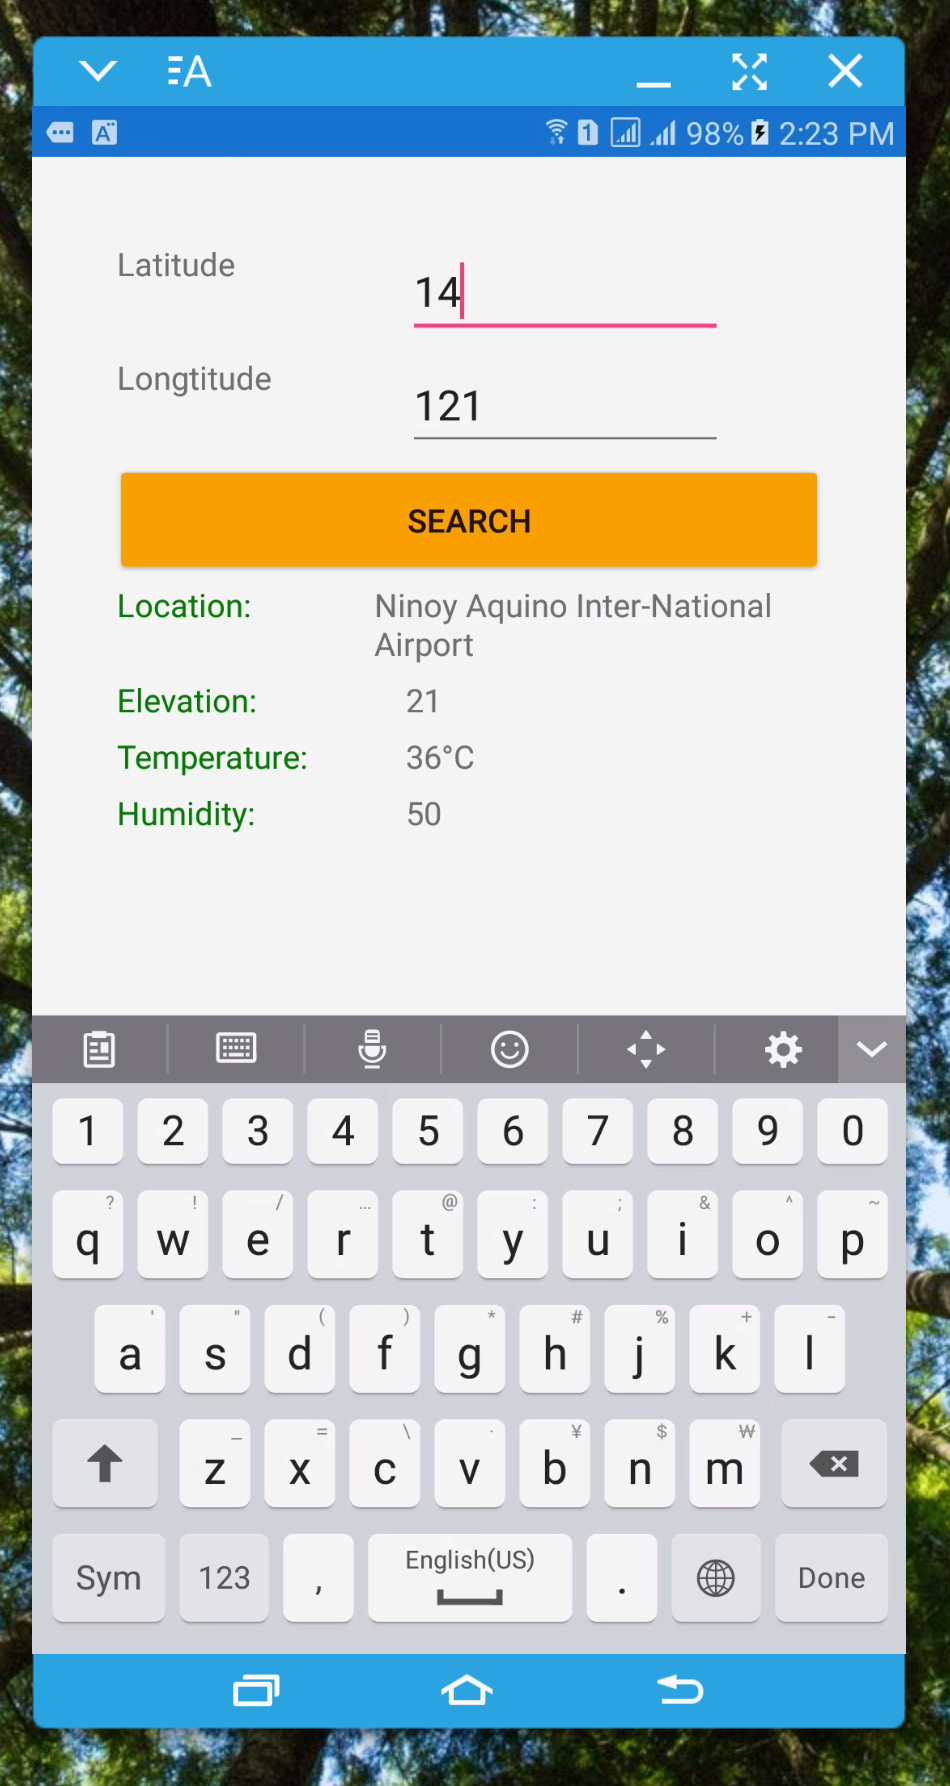 A
A
1 98% 2:23 PM
Latitude
14
Longtitude
121
SEARCH
Location: Ninoy Aquino Inter-National
Airport
Elevation: 21
Temperature: 36°C
Humidity: 50
1 2 3 4 5 6 7 8 9 0
? ! / ... @ : ; & ^ ~
q w e r t y u i o p
' " ( ) * # % + -
a s d f g h j k l
_ = \ · ¥ $ ₩
z x c v b n m
Sym 123 , English(US) . Done